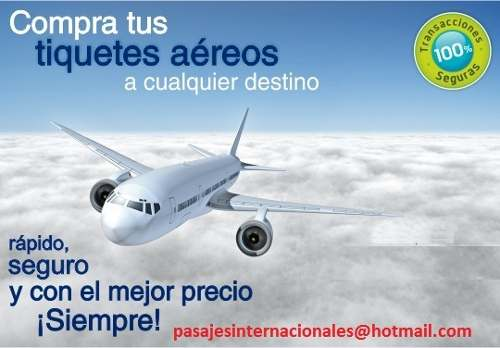 Compra tus
tiquetes aéreos
a cualquier destino
Transacciones
100%
Seguras
rápido,
seguro
y con el mejor precio
¡Siempre!
pasajesinternacionales@hotmail.com